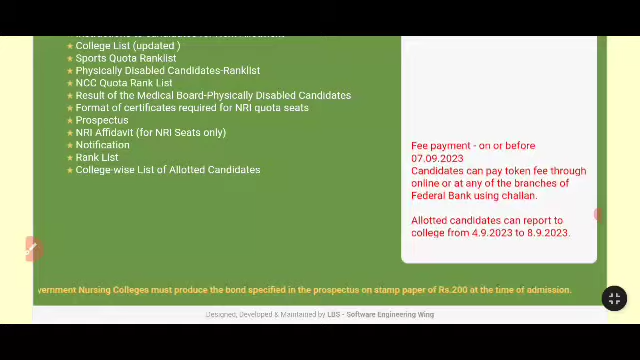 Instructions to Candidates for Next Allotment
College List (updated )
Sports Quota Ranklist
Physically Disabled Candidates-Ranklist
NCC Quota Rank List
Result of the Medical Board-Physically Disabled Candidates
Format of certificates required for NRI quota seats
Prospectus
NRI Affidavit (for NRI Seats only)
Notification
Rank List
College-wise List of Allotted Candidates
Fee payment - on or before
07.09.2023
Candidates can pay token fee through
online or at any of the branches of
Federal Bank using challan.
Allotted candidates can report to
college from 4.9.2023 to 8.9.2023.
vernment Nursing Colleges must produce the bond specified in the prospectus on stamp paper of Rs.200 at the time of admission.
Designed, Developed & Maintained by LBS - Software Engineering Wing